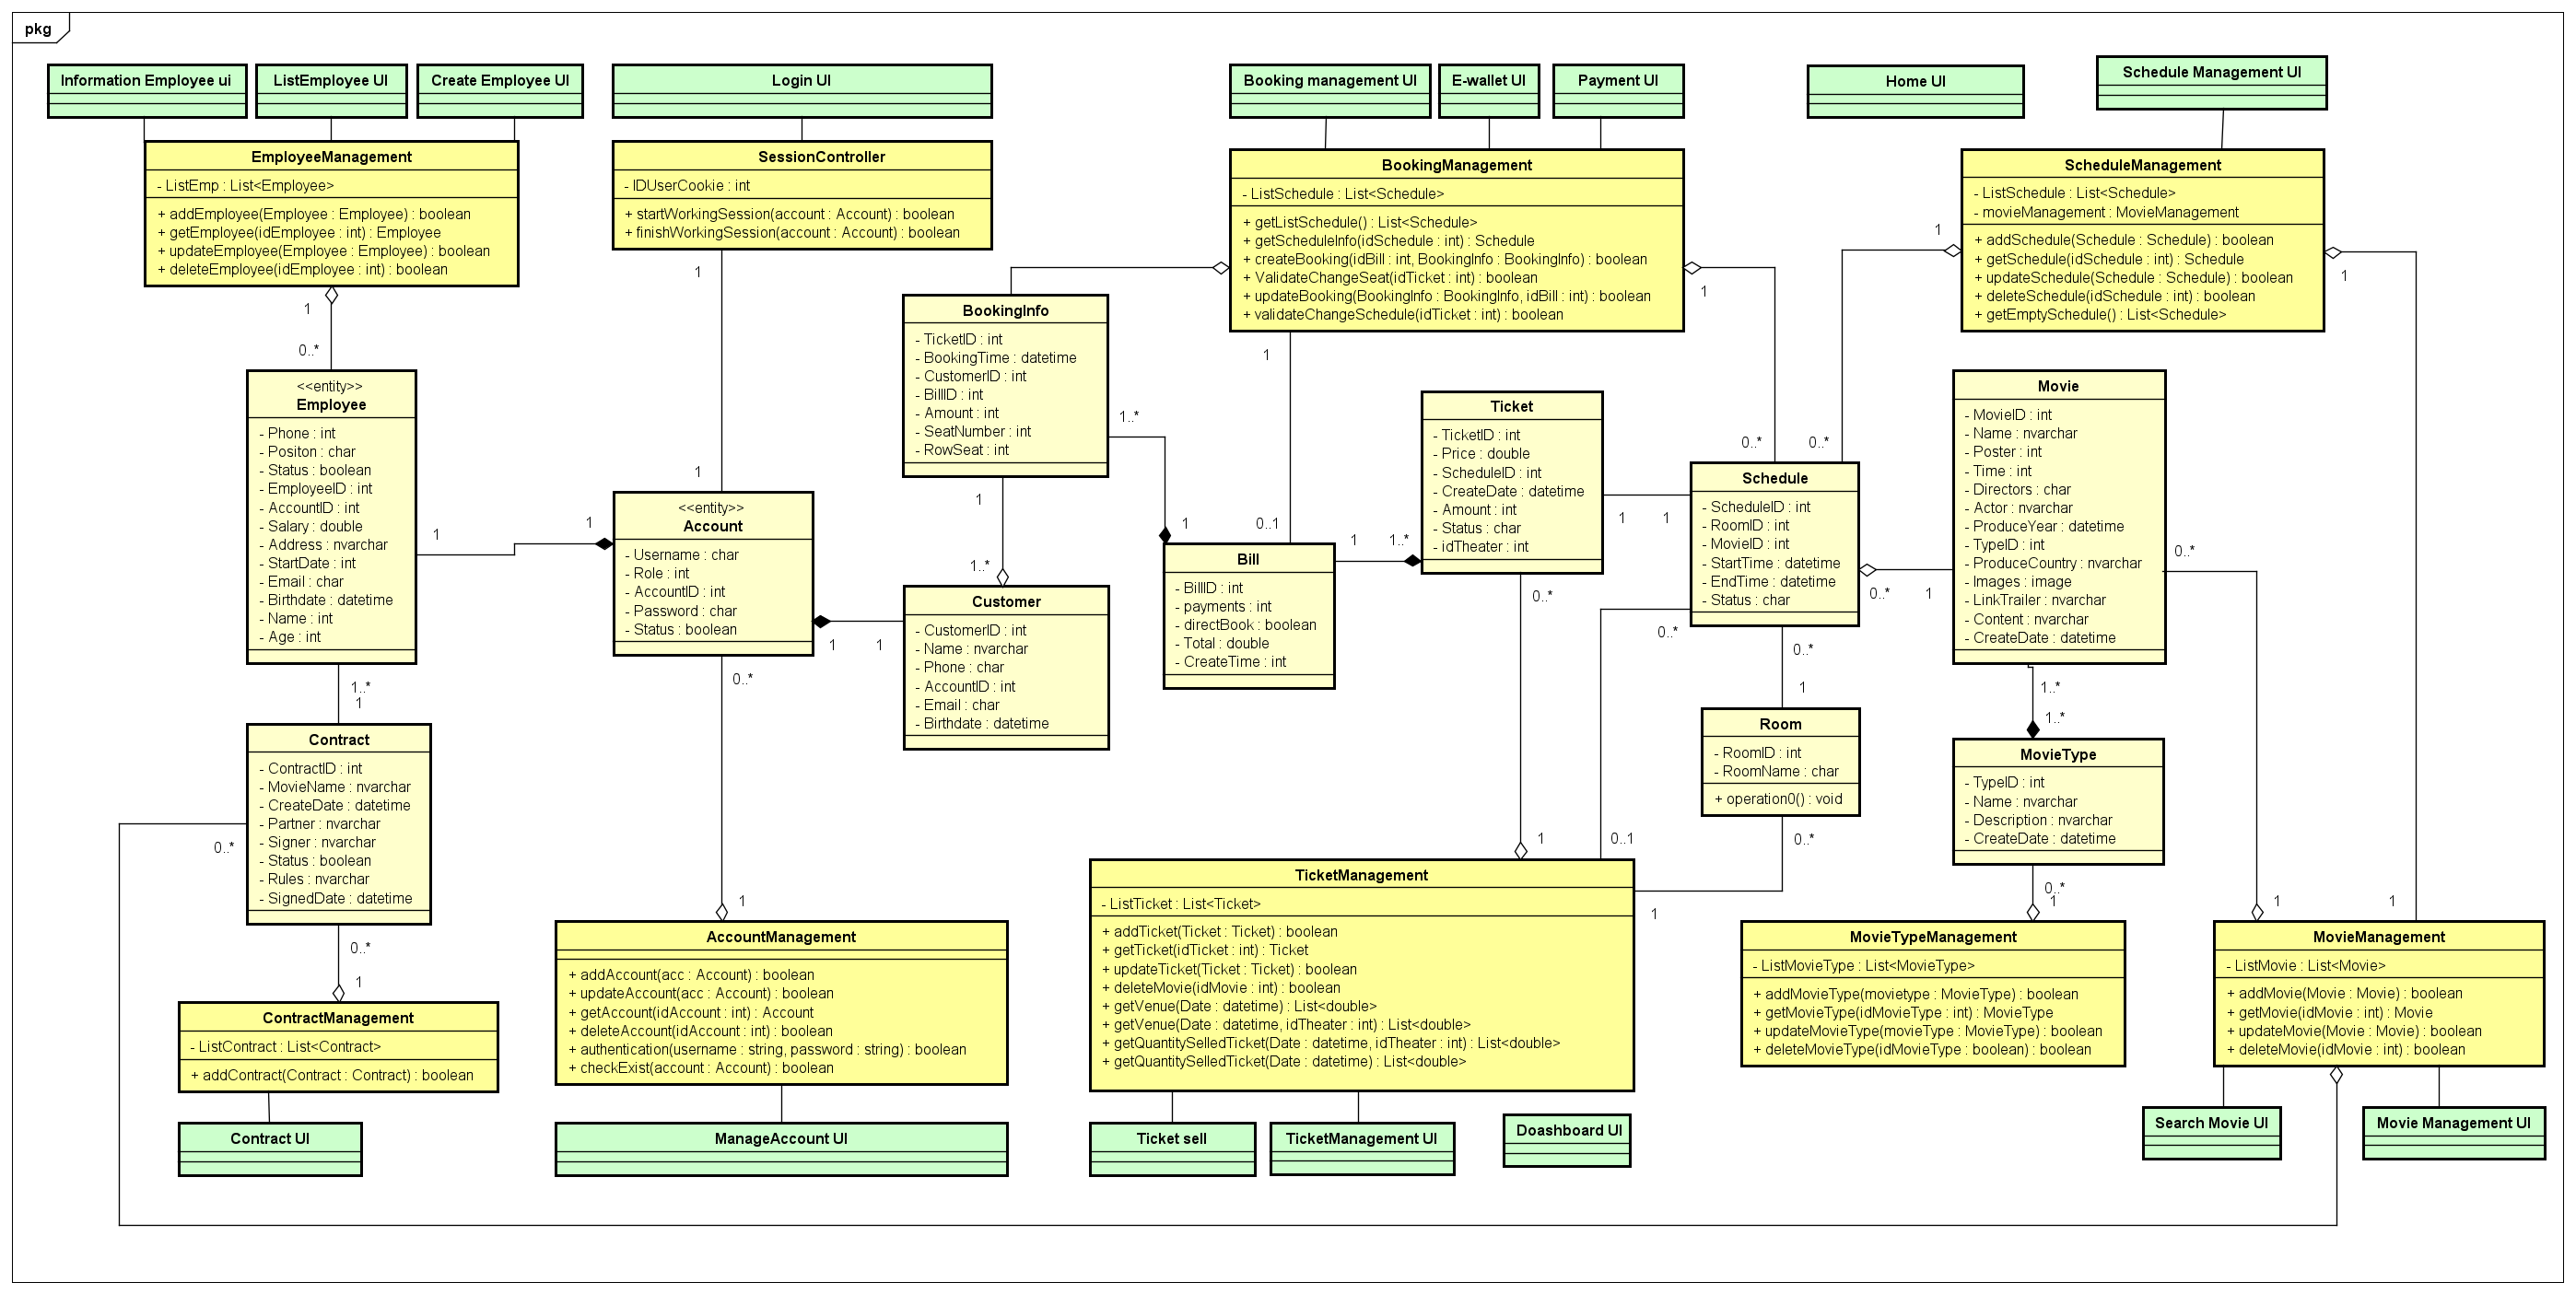 pkg
Information Employee ui
ListEmployee UI
Create Employee UI
Login UI
Booking management UI
E-wallet UI
Payment UI
Home UI
Schedule Management UI
EmployeeManagement
- ListEmp : List<Employee>
+ addEmployee(Employee : Employee) : boolean
+ getEmployee(idEmployee : int) : Employee
+ updateEmployee(Employee : Employee) : boolean
+ deleteEmployee(idEmployee : int) : boolean
1
0..*
SessionController
- IDUserCookie : int
+ startWorkingSession(account : Account) : boolean
+ finishWorkingSession(account : Account) : boolean
1
1
BookingManagement
- ListSchedule : List<Schedule>
+ getListSchedule() : List<Schedule>
+ getScheduleInfo(idSchedule : int) : Schedule
+ createBooking(idBill : int, BookingInfo : BookingInfo) : boolean
+ ValidateChangeSeat(idTicket : int) : boolean
+ updateBooking(BookingInfo : BookingInfo, idBill : int) : boolean
+ validateChangeSchedule(idTicket : int) : boolean
1
0..1
1
0..*
ScheduleManagement
- ListSchedule : List<Schedule>
- movieManagement : MovieManagement
+ addSchedule(Schedule : Schedule) : boolean
+ getSchedule(idSchedule : int) : Schedule
+ updateSchedule(Schedule : Schedule) : boolean
+ deleteSchedule(idSchedule : int) : boolean
+ getEmptySchedule() : List<Schedule>
1
0..*
1
1
BookingInfo
- TicketID : int
- BookingTime : datetime
- CustomerID : int
- BillID : int
- Amount : int
- SeatNumber : int
- RowSeat : int
1..*
1
1
1..*
<<entity>>
Employee
- Phone : int
- Positon : char
- Status : boolean
- EmployeeID : int
- AccountID : int
- Salary : double
- Address : nvarchar
- StartDate : int
- Email : char
- Birthdate : datetime
- Name : int
- Age : int
1
1
1..*
1
<<entity>>
Account
- Username : char
- Role : int
- AccountID : int
- Password : char
- Status : boolean
1
1
0..*
1
Customer
- CustomerID : int
- Name : nvarchar
- Phone : char
- AccountID : int
- Email : char
- Birthdate : datetime
Bill
- BillID : int
- payments : int
- directBook : boolean
- Total : double
- CreateTime : int
1
1..*
Ticket
- TicketID : int
- Price : double
- ScheduleID : int
- CreateDate : datetime
- Amount : int
- Status : char
- idTheater : int
1
1
0..*
1
Schedule
- ScheduleID : int
- RoomID : int
- MovieID : int
- StartTime : datetime
- EndTime : datetime
- Status : char
0..*
0..1
0..*
1
0..*
1
Movie
- MovieID : int
- Name : nvarchar
- Poster : int
- Time : int
- Directors : char
- Actor : nvarchar
- ProduceYear : datetime
- TypeID : int
- ProduceCountry : nvarchar
- Images : image
- LinkTrailer : nvarchar
- Content : nvarchar
- CreateDate : datetime
0..*
1
1..*
1..*
Room
- RoomID : int
- RoomName : char
+ operation0() : void
0..*
1
MovieType
- TypeID : int
- Name : nvarchar
- Description : nvarchar
- CreateDate : datetime
0..*
1
Contract
- ContractID : int
- MovieName : nvarchar
- CreateDate : datetime
- Partner : nvarchar
- Signer : nvarchar
- Status : boolean
- Rules : nvarchar
- SignedDate : datetime
0..*
0..*
1
ContractManagement
- ListContract : List<Contract>
+ addContract(Contract : Contract) : boolean
AccountManagement
+ addAccount(acc : Account) : boolean
+ updateAccount(acc : Account) : boolean
+ getAccount(idAccount : int) : Account
+ deleteAccount(idAccount : int) : boolean
+ authentication(username : string, password : string) : boolean
+ checkExist(account : Account) : boolean
TicketManagement
- ListTicket : List<Ticket>
+ addTicket(Ticket : Ticket) : boolean
+ getTicket(idTicket : int) : Ticket
+ updateTicket(Ticket : Ticket) : boolean
+ deleteMovie(idMovie : int) : boolean
+ getVenue(Date : datetime) : List<double>
+ getVenue(Date : datetime, idTheater : int) : List<double>
+ getQuantitySelledTicket(Date : datetime, idTheater : int) : List<double>
+ getQuantitySelledTicket(Date : datetime) : List<double>
MovieTypeManagement
- ListMovieType : List<MovieType>
+ addMovieType(movietype : MovieType) : boolean
+ getMovieType(idMovieType : int) : MovieType
+ updateMovieType(movieType : MovieType) : boolean
+ deleteMovieType(idMovieType : boolean) : boolean
MovieManagement
- ListMovie : List<Movie>
+ addMovie(Movie : Movie) : boolean
+ getMovie(idMovie : int) : Movie
+ updateMovie(Movie : Movie) : boolean
+ deleteMovie(idMovie : int) : boolean
Contract UI
ManageAccount UI
Ticket sell
TicketManagement UI
Doashboard UI
Search Movie UI
Movie Management UI